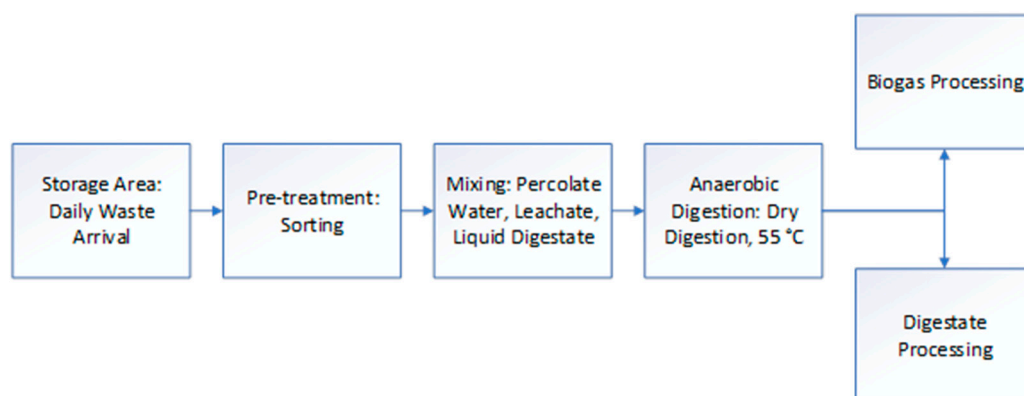 Biogas Processing
Storage Area:
Daily Waste
Arrival
Pre-treatment:
Sorting
Mixing: Percolate
Water, Leachate,
Liquid Digestate
Anaerobic
Digestion: Dry
Digestion, 55 °C
Digestate
Processing